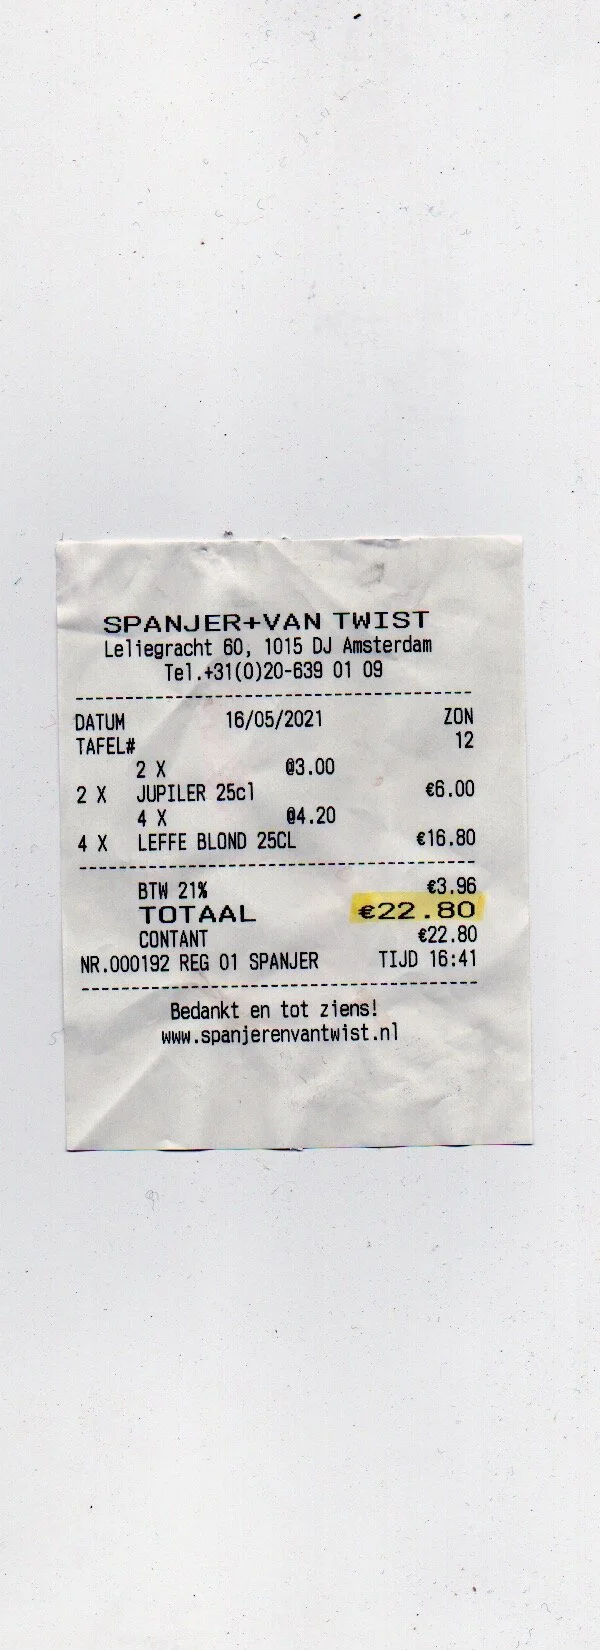 SPANJER+VAN TWIST
Leliegracht 60, 1015 DJ Amsterdam
Tel.+31(0)20-639 01 09
DATUM 16/05/2021 ZON
TAFEL# 12
2 X @3.00
2 X JUPILER 25cl €6.00
4 X @4.20
4 X LEFFE BLOND 25CL €16.80
BTW 21% €3.96
TOTAAL €22.80
CONTANT €22.80
NR.000192 REG 01 SPANJER TIJD 16:41
Bedankt en tot ziens!
www.spanjerenvantwist.nl